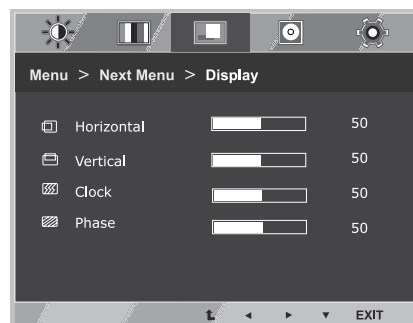 Menu > Next Menu > Display
Horizontal 50
Vertical 50
Clock 50
Phase 50
EXIT